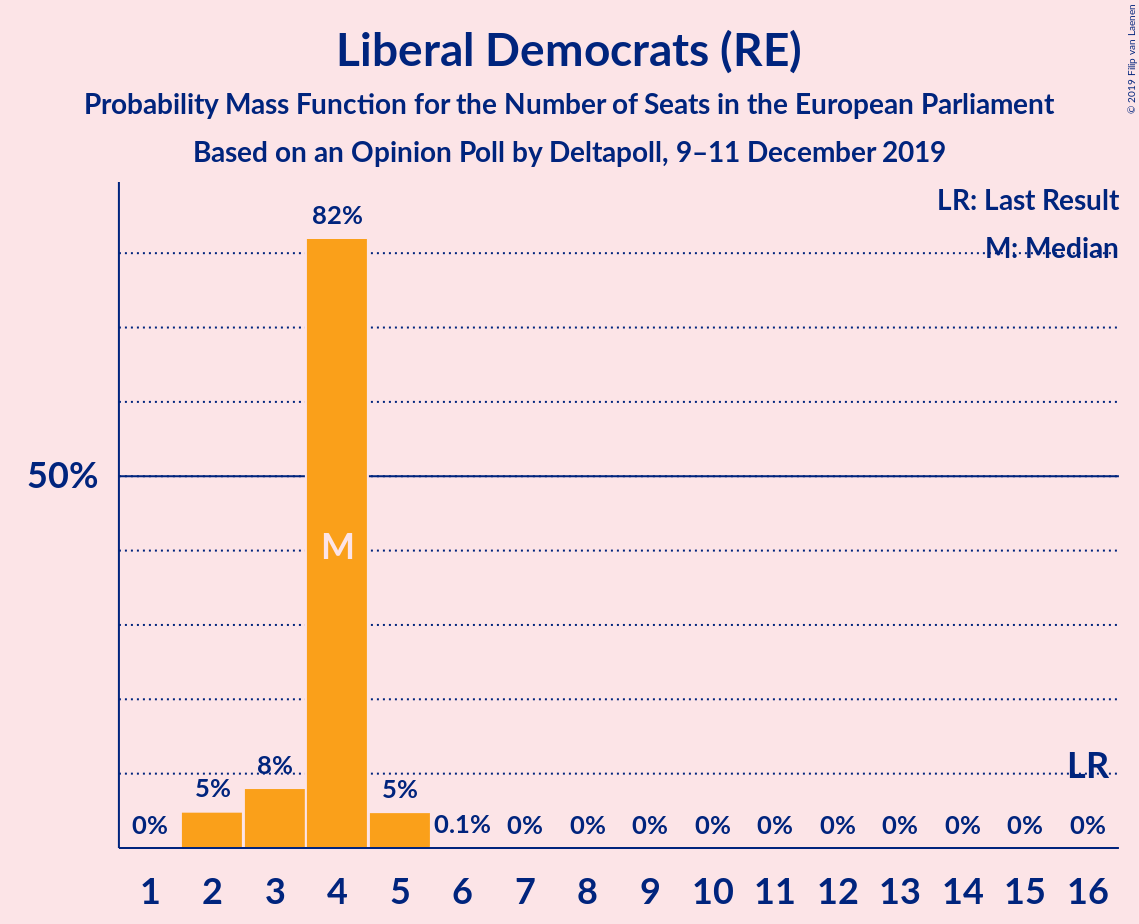 Liberal Democrats (RE)
Probability Mass Function for the Number of Seats in the European Parliament
Based on an Opinion Poll by Deltapoll, 9–11 December 2019
© 2019 Filip van Laenen
LR: Last Result
M: Median
82%
50%
M
LR
8%
5%
5%
0%
0.1%
0%
0%
0%
0%
0%
0%
0%
0%
0%
0%
1 2 3 4 5 6 7 8 9 10 11 12 13 14 15 16